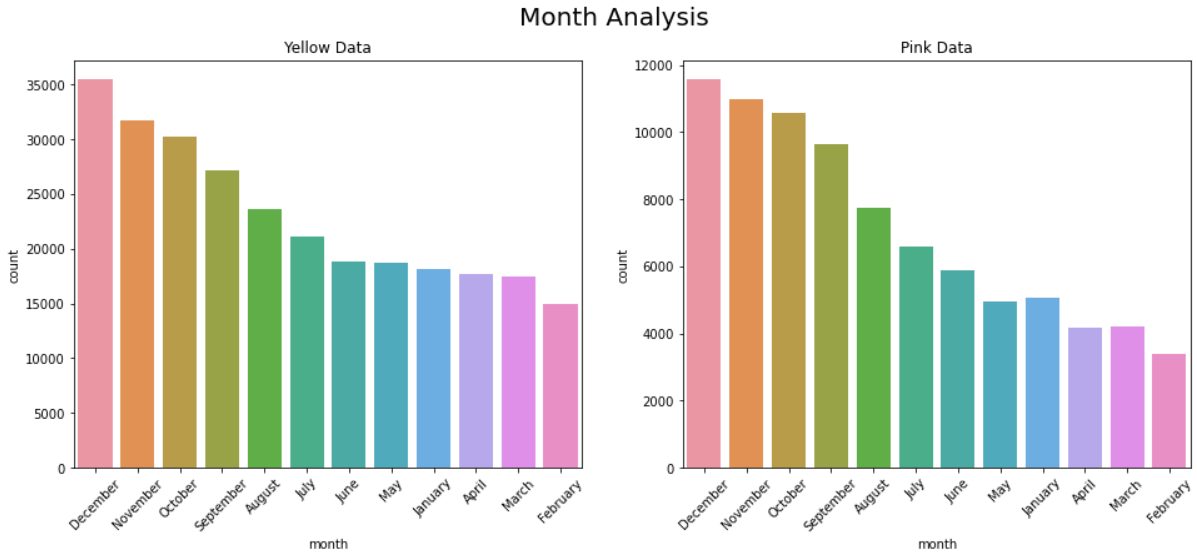 Month Analysis
Yellow Data
35000
30000
25000
20000
15000
10000
5000
0
count
December
November
October
September
August
July
June
May
January
April
March
February
month
Pink Data
12000
10000
8000
6000
4000
2000
0
count
December
November
October
September
August
July
June
May
January
April
March
February
month